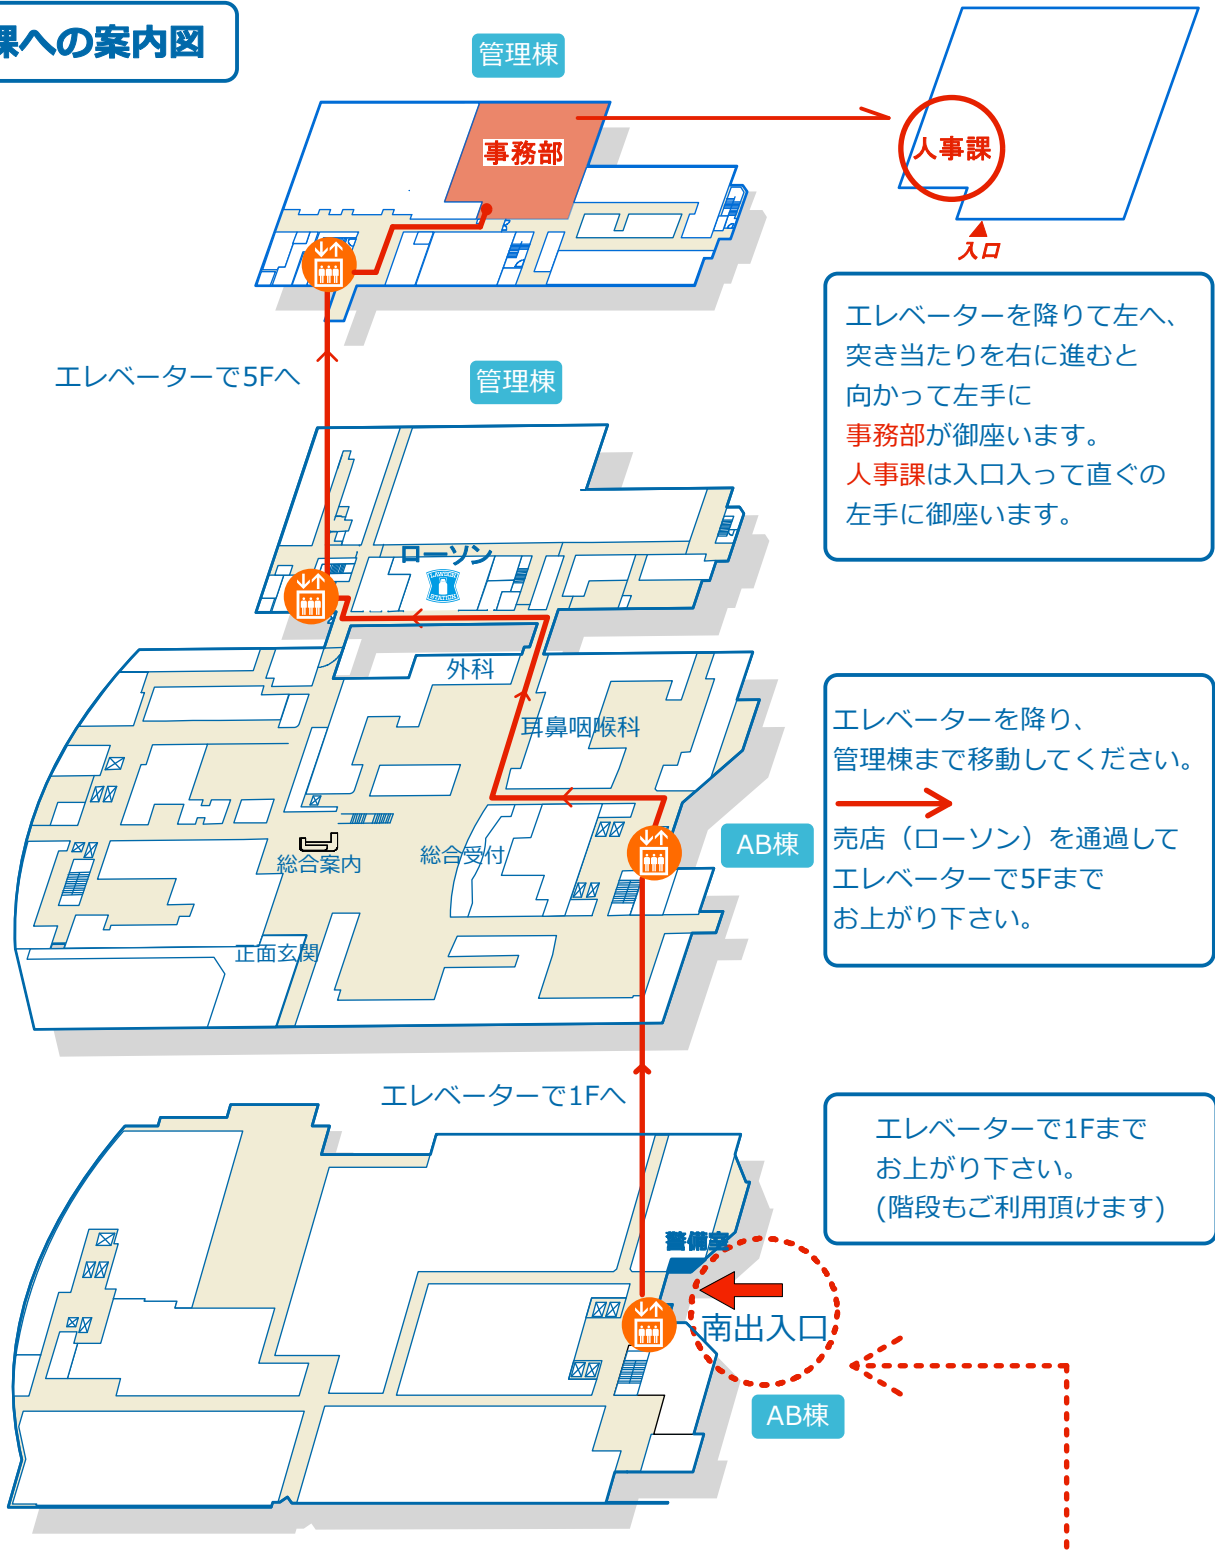 課への案内図
管理棟
事務部
人事課
入口
エレベーターを降りて左へ、
突き当たりを右に進むと
向かって左手に
事務部が御座います。
人事課は入口入って直ぐの
左手に御座います。
エレベーターで5Fへ
管理棟
ローソン
LAWSON
STATION
外科
耳鼻咽喉科
エレベーターを降り、
管理棟まで移動してください。
売店（ローソン）を通過して
エレベーターで5Fまで
お上がり下さい。
AB棟
総合案内
総合受付
正面玄関
エレベーターで1Fへ
エレベーターで1Fまで
お上がり下さい。
(階段もご利用頂けます)
警備室
南出入口
AB棟